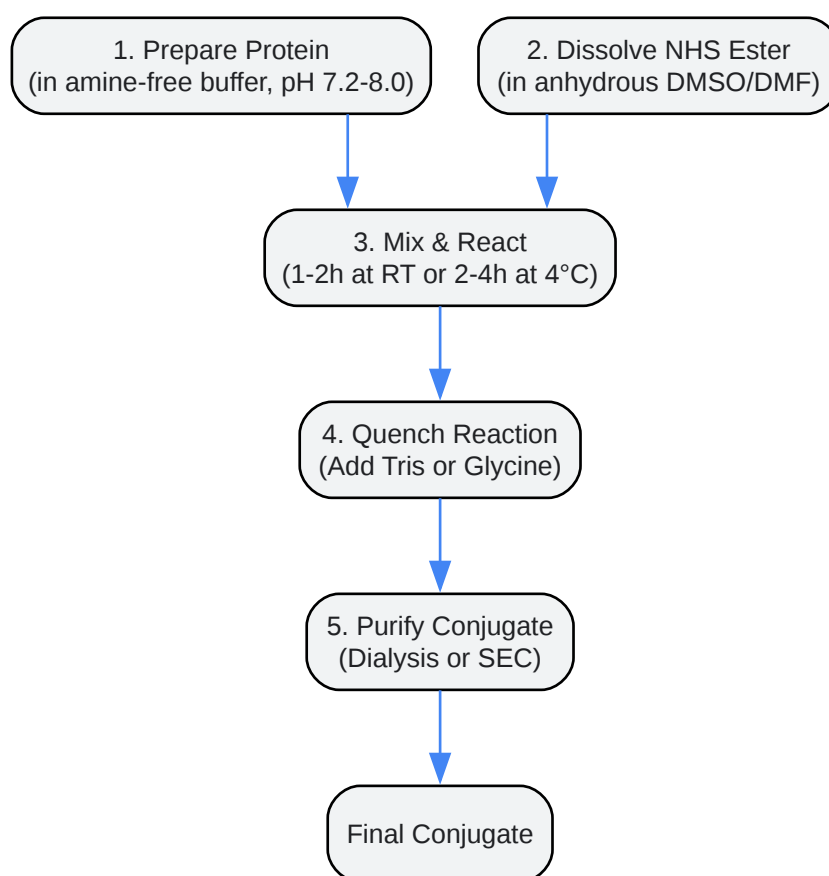 1. Prepare Protein
(in amine-free buffer, pH 7.2-8.0)
2. Dissolve NHS Ester
(in anhydrous DMSO/DMF)
3. Mix & React
(1-2h at RT or 2-4h at 4°C)
4. Quench Reaction
(Add Tris or Glycine)
5. Purify Conjugate
(Dialysis or SEC)
Final Conjugate